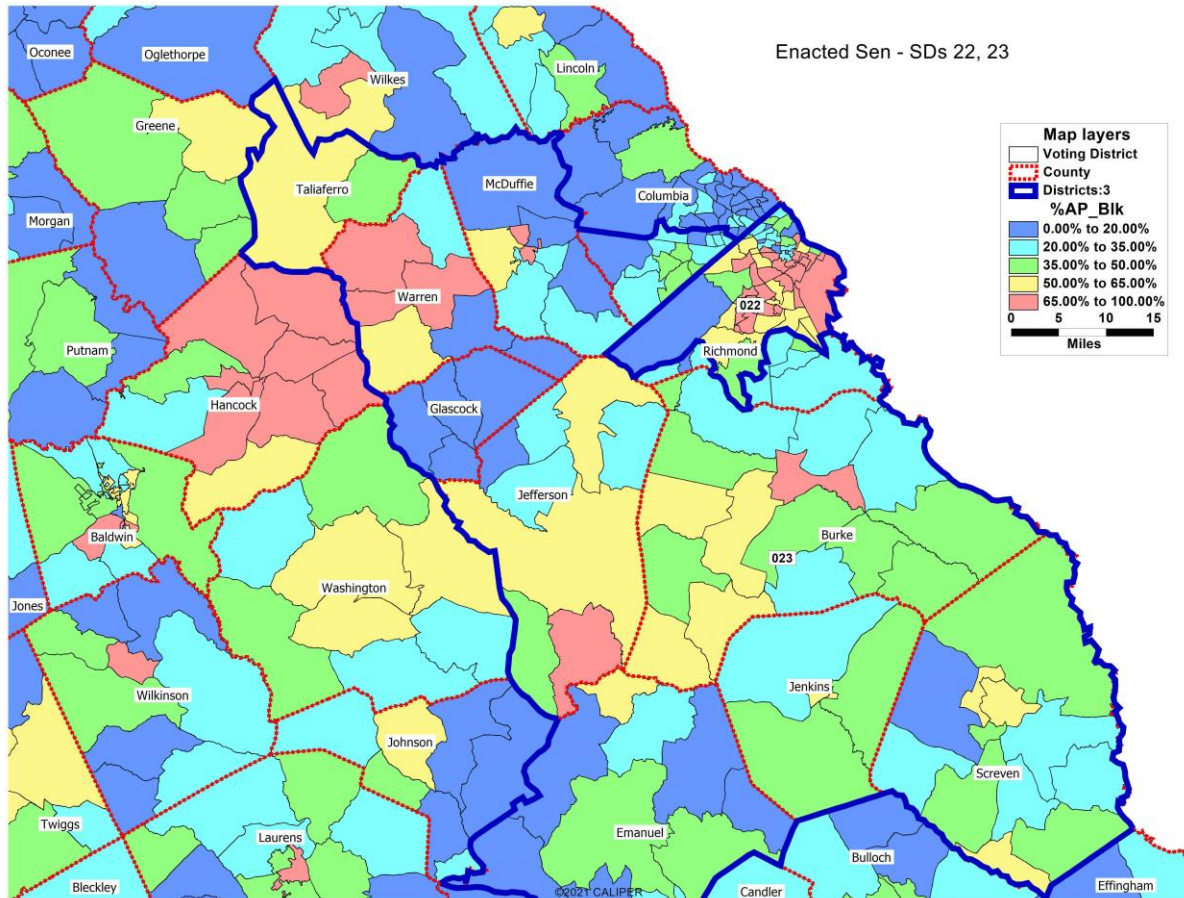 Enacted Sen - SDs 22, 23
Map layers
Voting District
County
Districts:3
%AP_Blk
0.00% to 20.00%
20.00% to 35.00%
35.00% to 50.00%
50.00% to 65.00%
65.00% to 100.00%
0 5 10 15
Miles
Oconee
Oglethorpe
Wilkes
Lincoln
Greene
Taliaferro
McDuffie
Columbia
Morgan
Warren
022
Putnam
Richmond
Hancock
Glascock
Jefferson
Baldwin
Burke
023
Washington
Jones
Wilkinson
Jenkins
Johnson
Screven
Twiggs
Laurens
Emanuel
Bulloch
Bleckley
Candler
Effingham
©2021 CALIPER